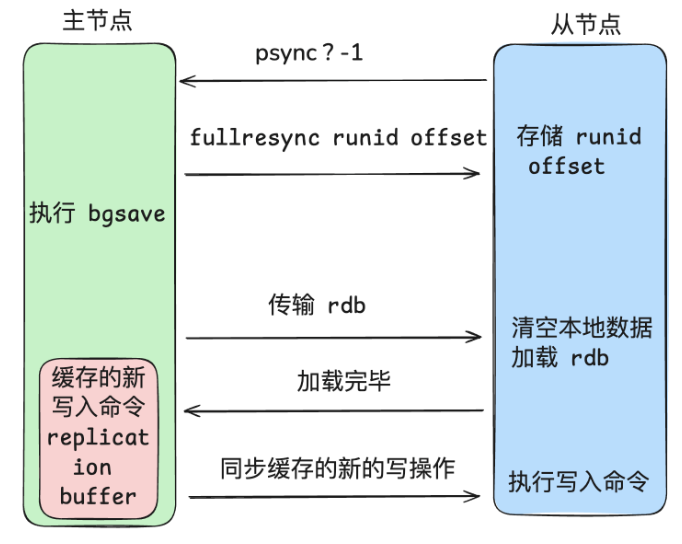 主节点
从节点
psync ? -1
fullresync runid offset
存储 runid
offset
执行 bgsave
传输 rdb
清空本地数据
加载 rdb
缓存的新
写入命令
replicat
ion
buffer
加载完毕
同步缓存的新的写操作
执行写入命令